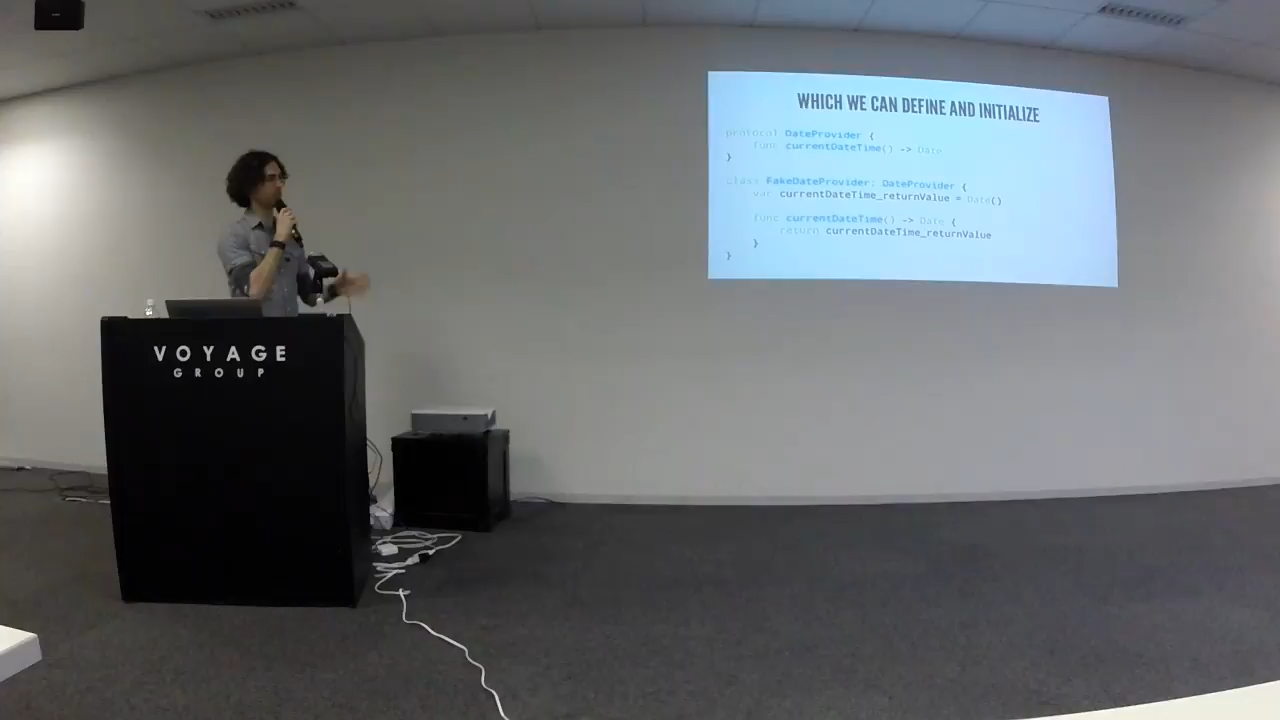 VOYAGE
GROUP
WHICH WE CAN DEFINE AND INITIALIZE
protocol DateProvider {
func currentDateTime() -> Date
}
class FakeDateProvider: DateProvider {
var currentDateTime_returnValue = Date()
func currentDateTime() -> Date {
return currentDateTime_returnValue
}
}